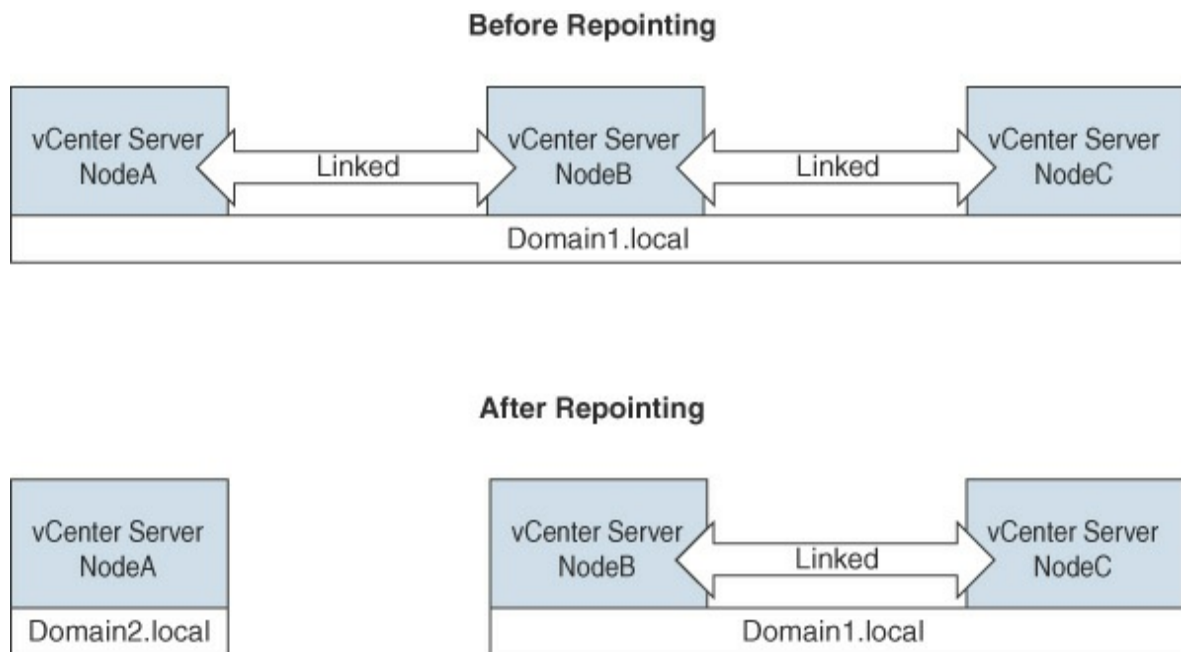 Before Repointing
vCenter Server
NodeA
Linked
vCenter Server
NodeB
Linked
vCenter Server
NodeC
Domain1.local
After Repointing
vCenter Server
NodeA
Domain2.local
vCenter Server
NodeB
Linked
vCenter Server
NodeC
Domain1.local